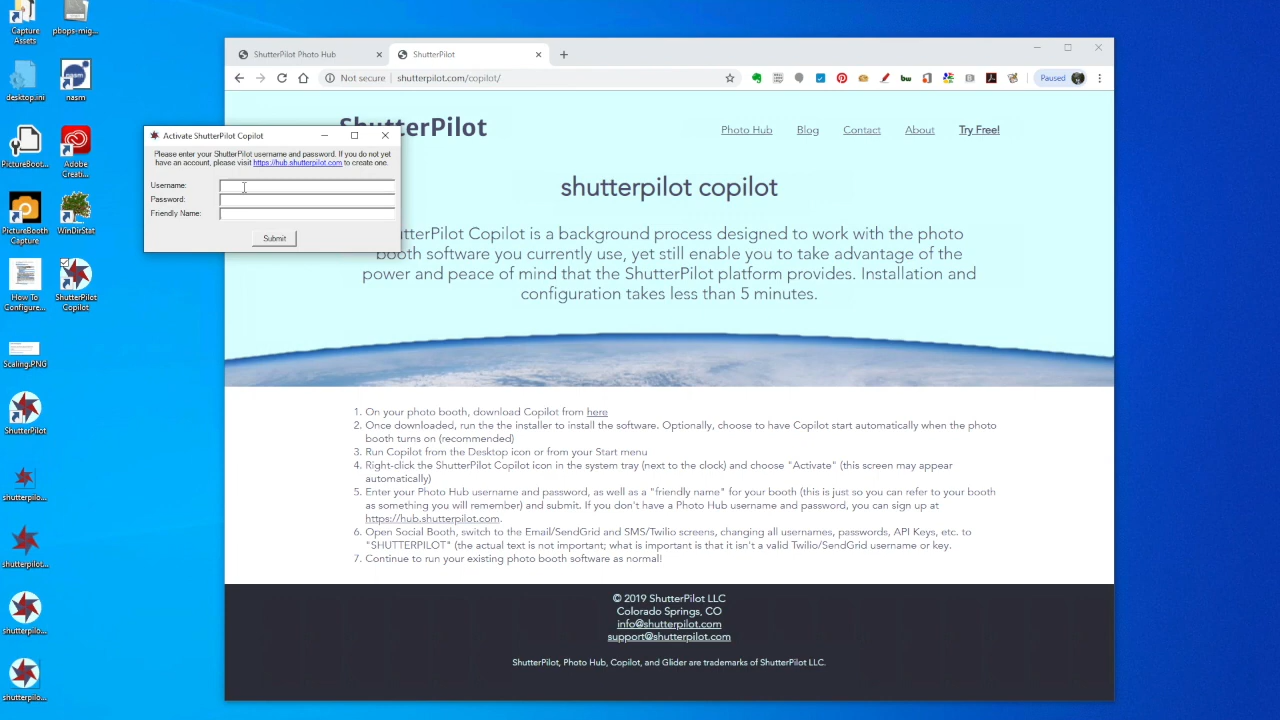 Capture
Assets
pbops-mig...
desktop.ini
nasm
PictureBoot...
Adobe
Creati...
PictureBooth
Capture
WinDirStat
How To
Configure...
ShutterPilot
Copilot
Scaling.PNG
ShutterPilot
shutterpilo...
shutterpilot...
shutterpilo...
shutterpilo...
Activate ShutterPilot Copilot
Please enter your ShutterPilot username and password. If you do not yet
have an account, please visit https://hub.shutterpilot.com to create one.
Username:
Password:
Friendly Name:
Submit
ShutterPilot Photo Hub
ShutterPilot
Not secure
shutterpilot.com/copilot/
bw
Paused
utterPilot
Photo Hub
Blog
Contact
About
Try Free!
shutterpilot copilot
utterPilot Copilot is a background process designed to work with the photo
booth software you currently use, yet still enable you to take advantage of the
power and peace of mind that the ShutterPilot platform provides. Installation and
configuration takes less than 5 minutes.
1. On your photo booth, download Copilot from here
2. Once downloaded, run the the installer to install the software. Optionally, choose to have Copilot start automatically when the photo
booth turns on (recommended)
3. Run Copilot from the Desktop icon or from your Start menu
4. Right-click the ShutterPilot Copilot icon in the system tray (next to the clock) and choose "Activate" (this screen may appear
automatically)
5. Enter your Photo Hub username and password, as well as a "friendly name" for your booth (this is just so you can refer to your booth
as something you will remember) and submit. If you don't have a Photo Hub username and password, you can sign up at
https://hub.shutterpilot.com.
6. Open Social Booth, switch to the Email/SendGrid and SMS/Twilio screens, changing all usernames, passwords, API Keys, etc. to
"SHUTTERPILOT" (the actual text is not important; what is important is that it isn't a valid Twilio/SendGrid username or key.
7. Continue to run your existing photo booth software as normal!
© 2019 ShutterPilot LLC
Colorado Springs, CO
info@shutterpilot.com
support@shutterpilot.com
ShutterPilot, Photo Hub, Copilot, and Glider are trademarks of ShutterPilot LLC.